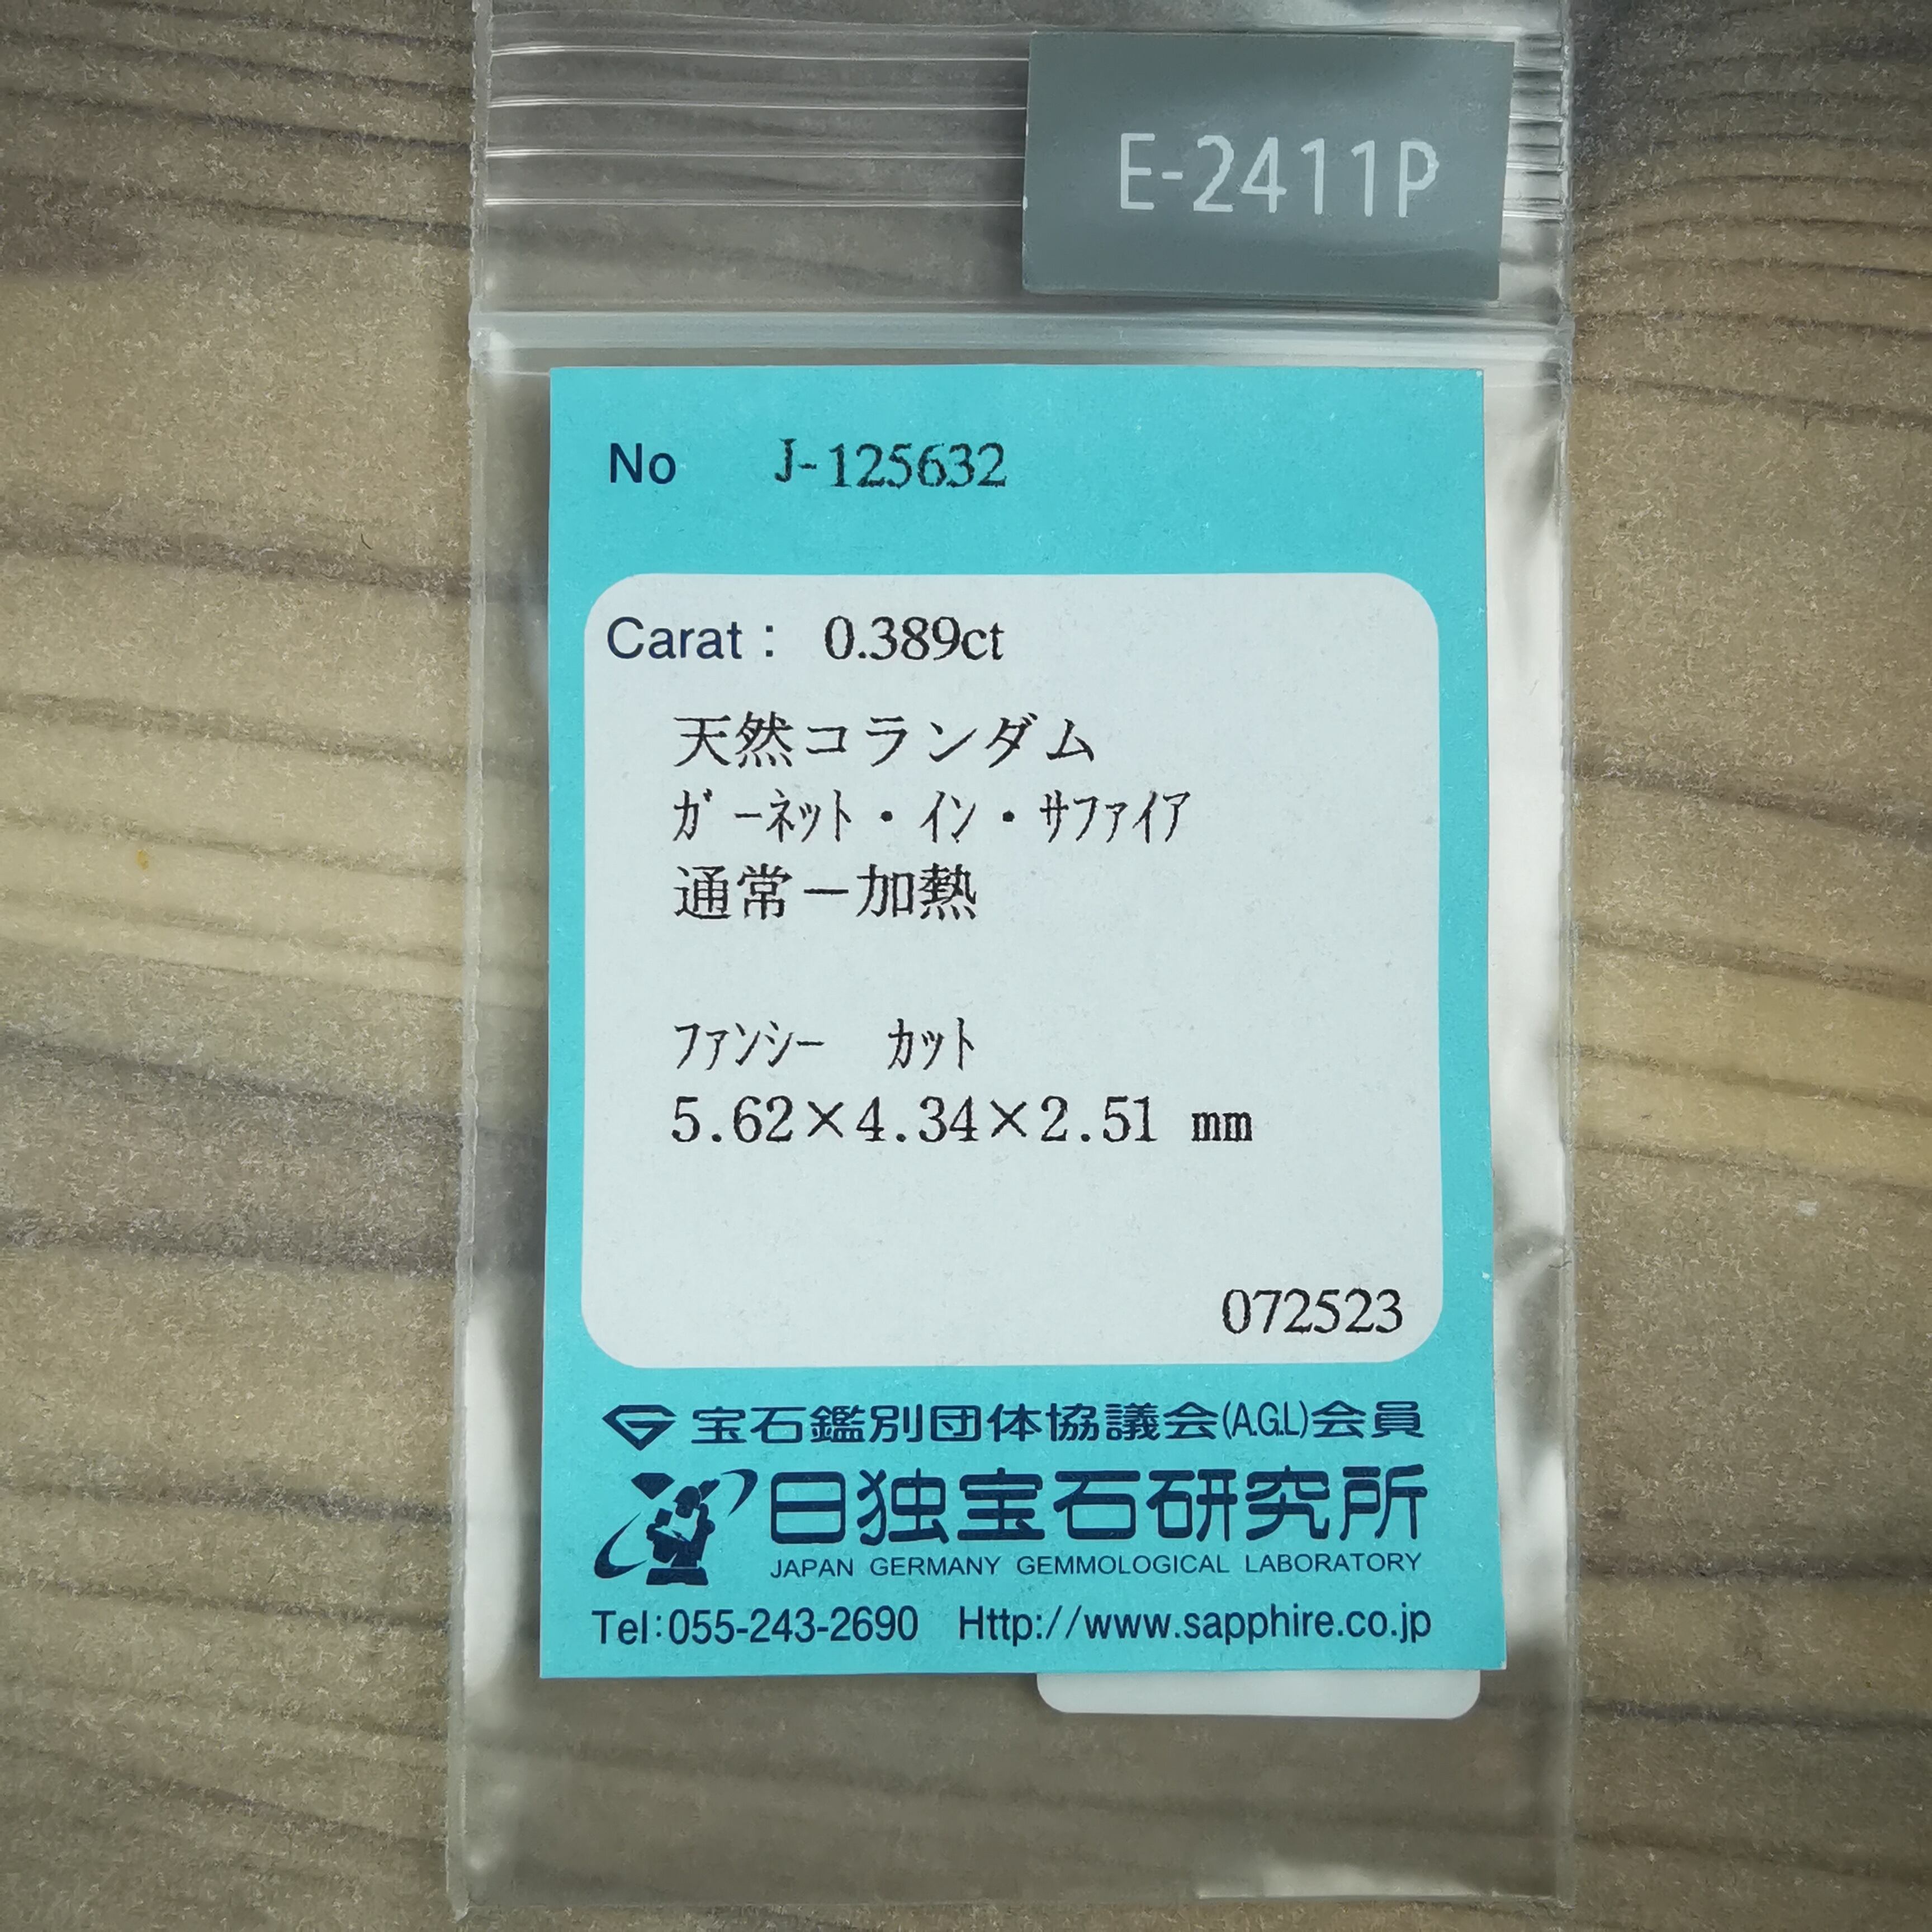 E-2411P
No J-125632
Carat: 0.389ct
天然コランダム
ｶﾞｰﾈｯﾄ・ｲﾝ・ｻﾌｧｲｱ
通常－加熱
ﾌｧﾝｼｰ ｶｯﾄ
5.62×4.34×2.51 mm
072523
宝石鑑別団体協議会(A.G.L)会員
日独宝石研究所
JAPAN GERMANY GEMMOLOGICAL LABORATORY
Tel:055-243-2690 Http://www.sapphire.co.jp